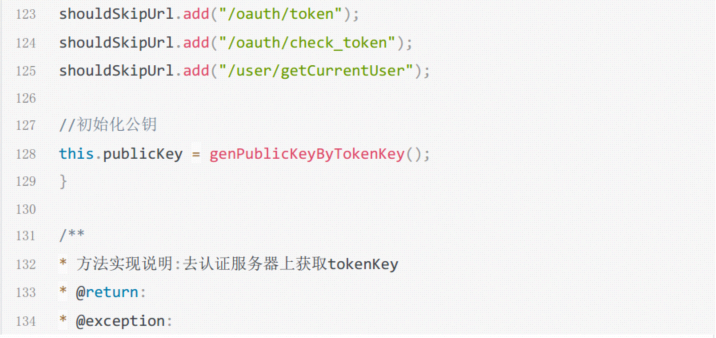 123 shouldSkipUrl.add("/oauth/token");
124 shouldSkipUrl.add("/oauth/check_token");
125 shouldSkipUrl.add("/user/getCurrentUser");
126
127 //初始化公钥
128 this.publicKey = genPublicKeyByTokenKey();
129 }
130
131 /**
132 * 方法实现说明:去认证服务器上获取tokenKey
133 * @return:
134 * @exception: